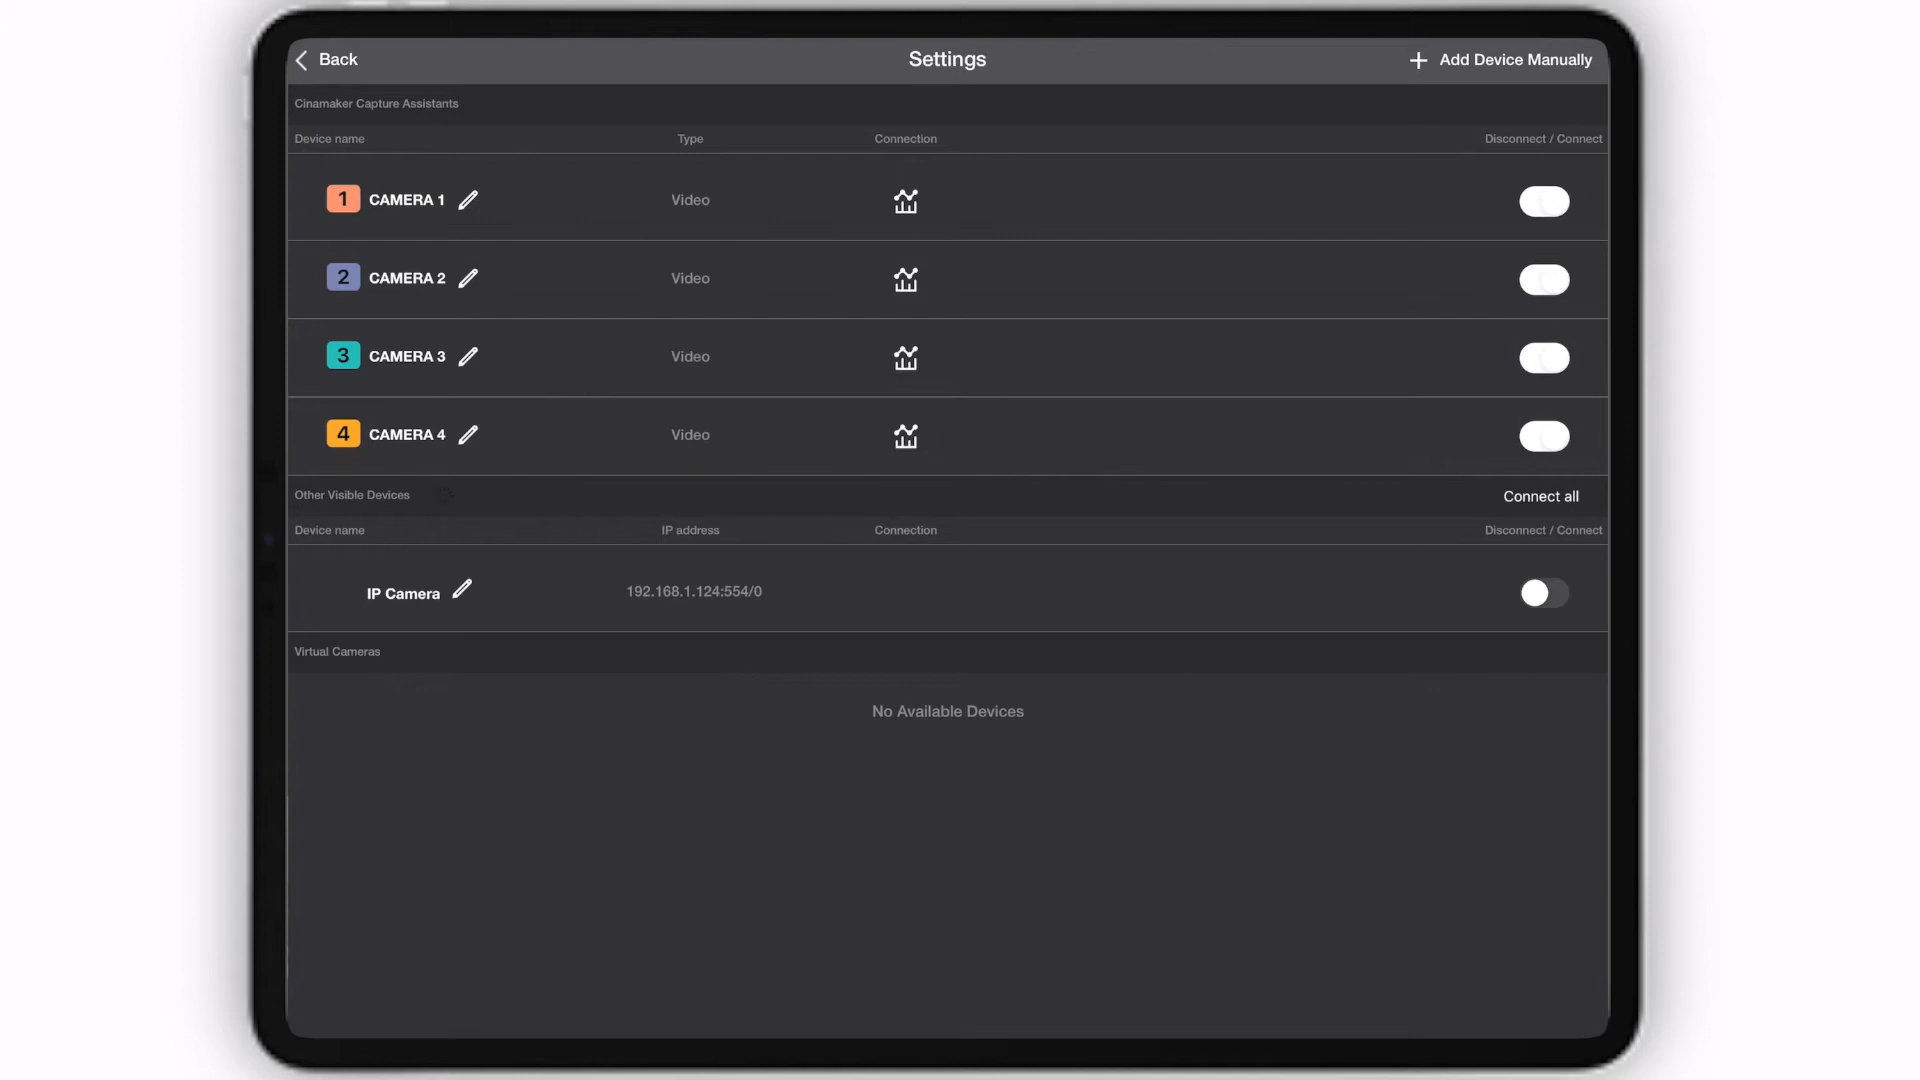 Back
Settings
Add Device Manually
Cinamaker Capture Assistants
Device name Type Connection Disconnect / Connect
1 CAMERA 1 Video
2 CAMERA 2 Video
3 CAMERA 3 Video
4 CAMERA 4 Video
Other Visible Devices Connect all
Device name IP address Connection Disconnect / Connect
IP Camera 192.168.1.124:554/0
Virtual Cameras
No Available Devices